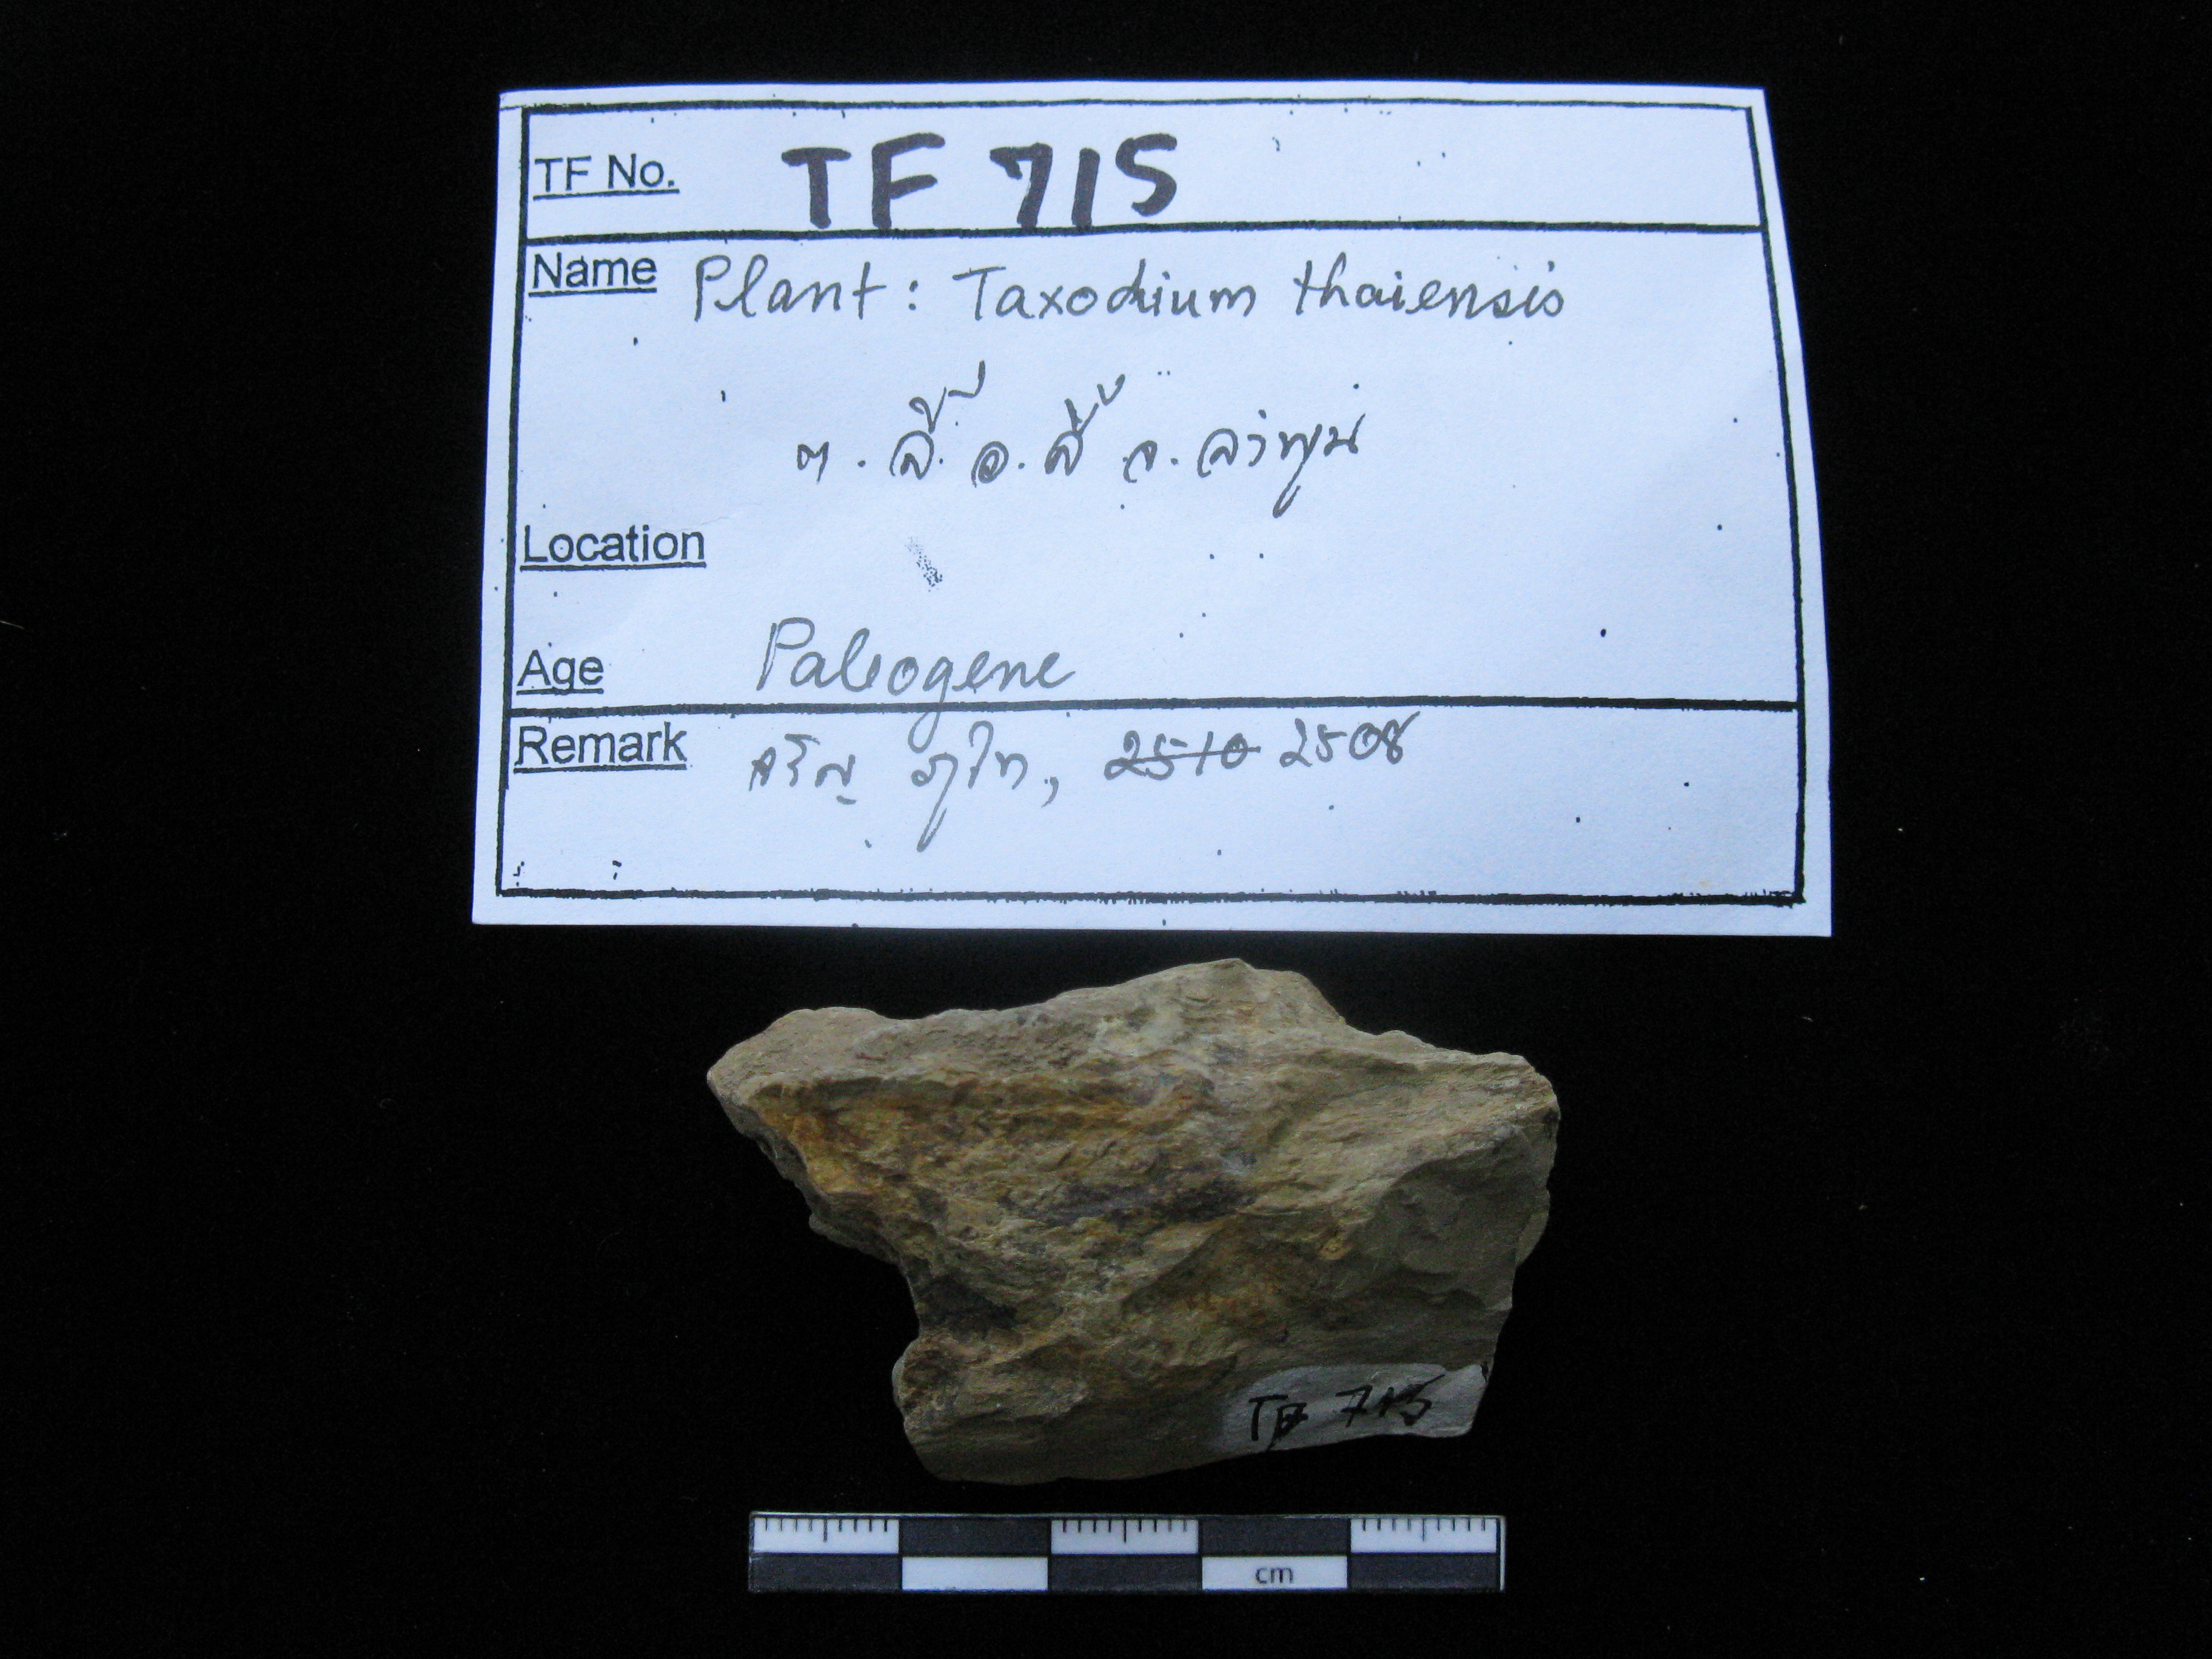 TF No. TF 715
Name Plant: Taxodium thaiensis
ต. ลี้ อ. ลี้ จ. ลำพูน
Location
Age Paleogene
Remark 2510 2508
TF 715
cm